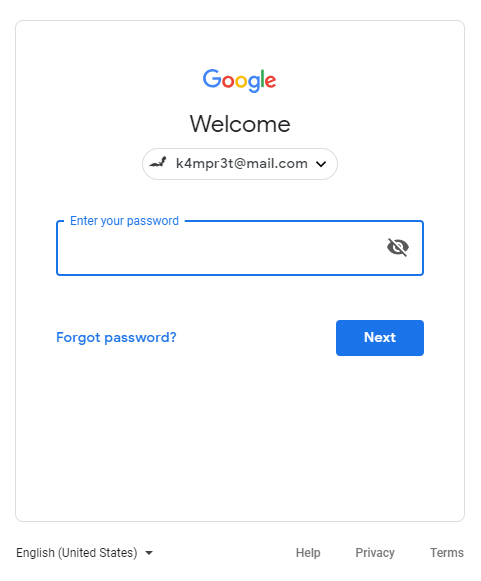 Google
Welcome
k4mpr3t@mail.com
Enter your password
Forgot password?
Next
English (United States)
Help
Privacy
Terms